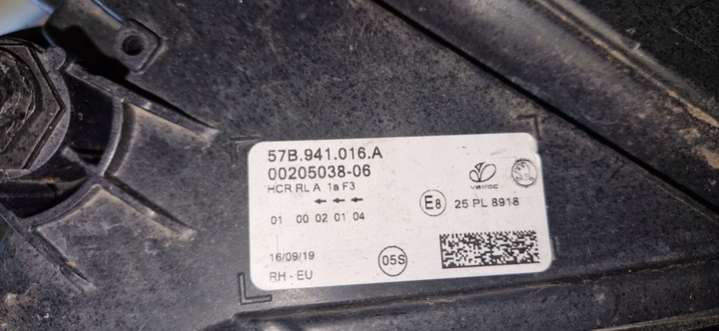 57B.941.016.A
00205038-06
HCR RL A 1a F3
←←←
01 00 02 01 04
varroc
E8 25 PL 8918
16/09/19
05S
RH-EU